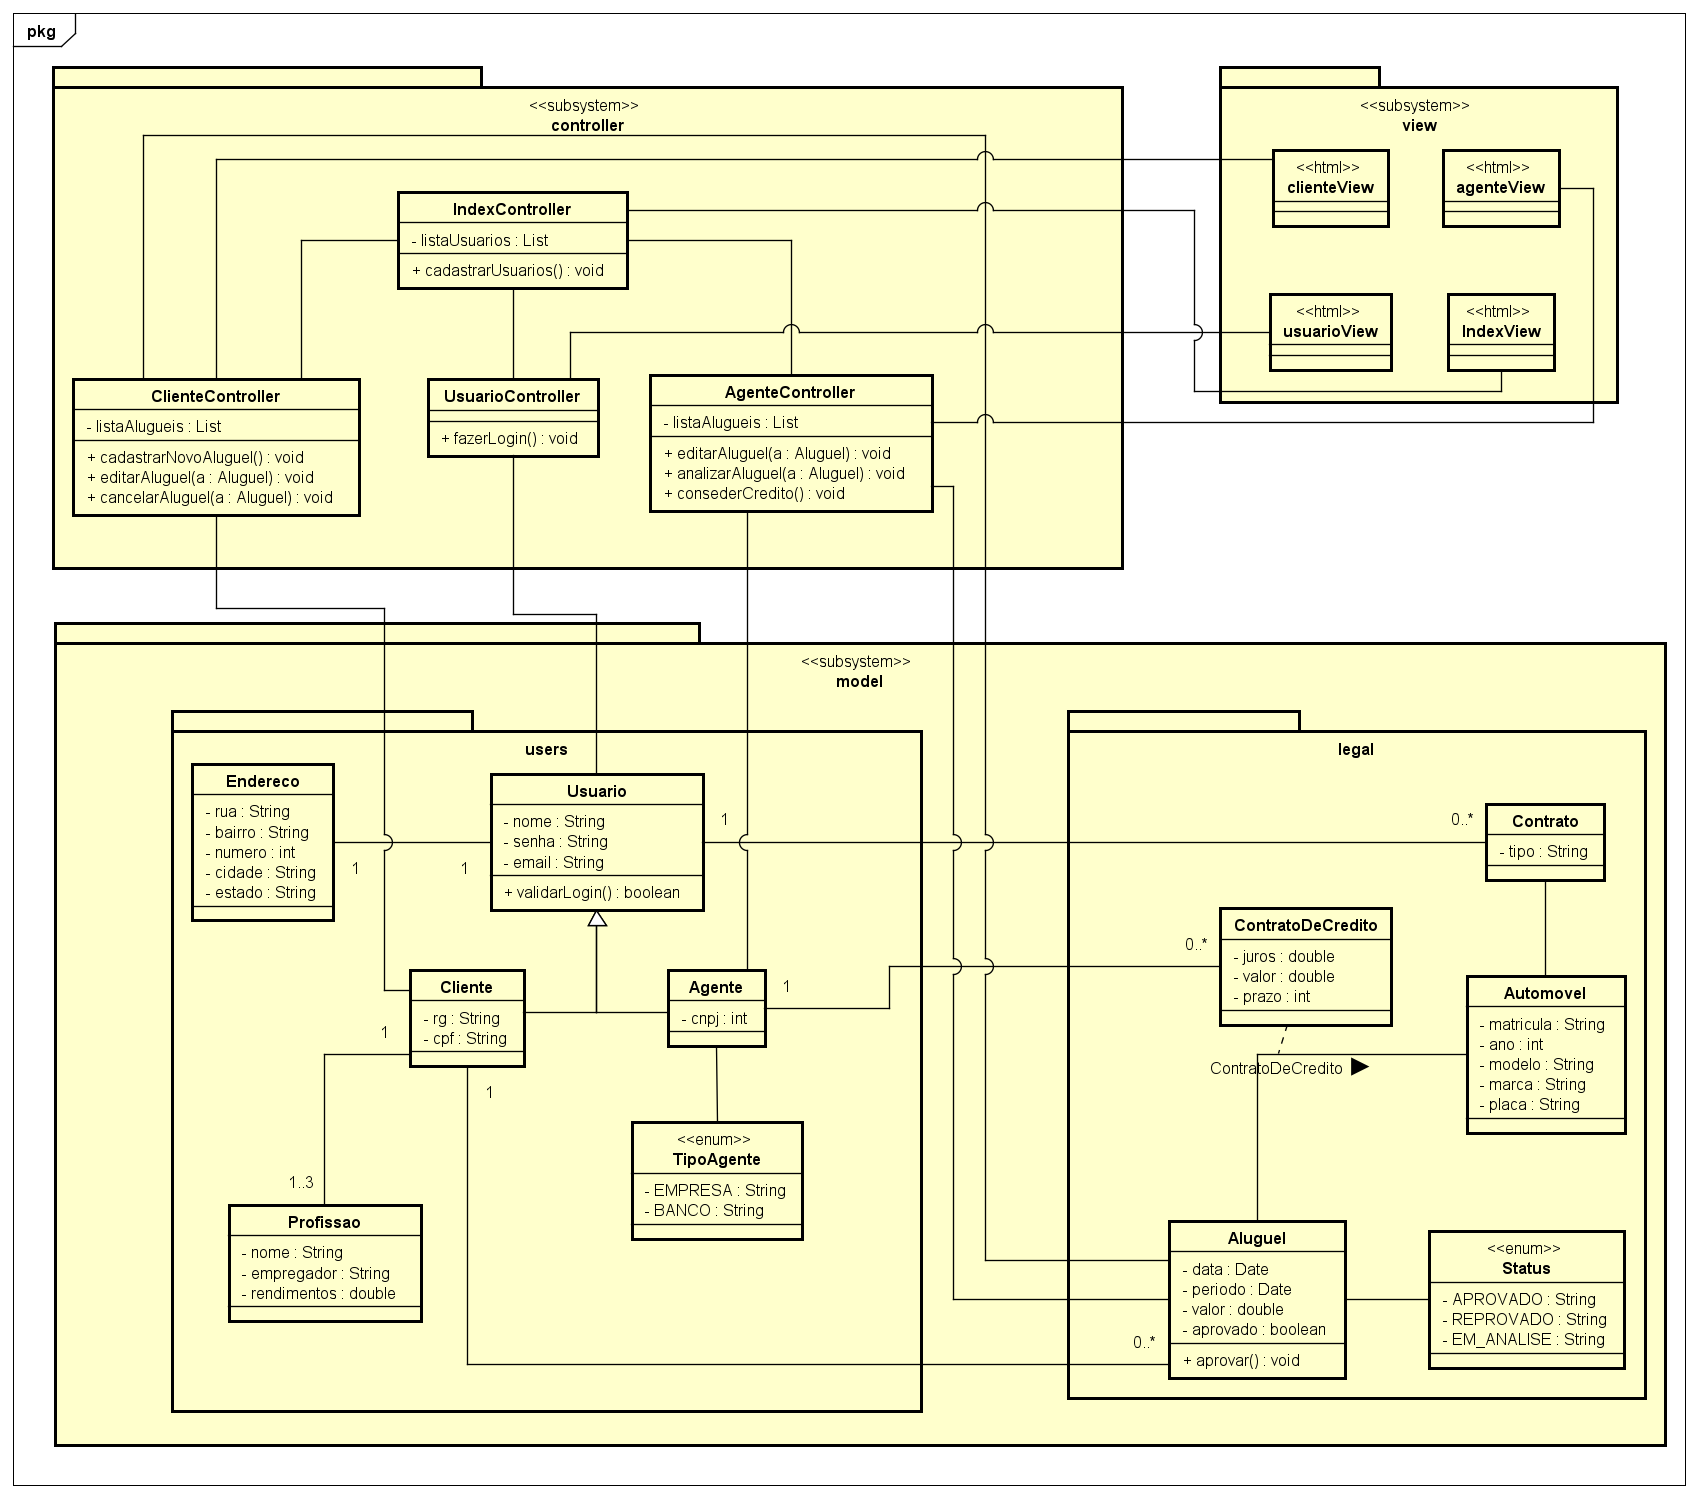 pkg
<<subsystem>>
controller
IndexController
- listaUsuarios : List
+ cadastrarUsuarios() : void
ClienteController
- listaAlugueis : List
+ cadastrarNovoAluguel() : void
+ editarAluguel(a : Aluguel) : void
+ cancelarAluguel(a : Aluguel) : void
UsuarioController
+ fazerLogin() : void
AgenteController
- listaAlugueis : List
+ editarAluguel(a : Aluguel) : void
+ analizarAluguel(a : Aluguel) : void
+ consederCredito() : void
<<subsystem>>
view
<<html>>
clienteView
<<html>>
agenteView
<<html>>
usuarioView
<<html>>
IndexView
<<subsystem>>
model
users
Endereco
- rua : String
- bairro : String
- numero : int
- cidade : String
- estado : String
1
1
Usuario
- nome : String
- senha : String
- email : String
+ validarLogin() : boolean
1
Cliente
- rg : String
- cpf : String
1
1
Agente
- cnpj : int
1
<<enum>>
TipoAgente
- EMPRESA : String
- BANCO : String
1..3
Profissao
- nome : String
- empregador : String
- rendimentos : double
legal
0..*
Contrato
- tipo : String
0..*
ContratoDeCredito
- juros : double
- valor : double
- prazo : int
ContratoDeCredito
Automovel
- matricula : String
- ano : int
- modelo : String
- marca : String
- placa : String
Aluguel
- data : Date
- periodo : Date
- valor : double
- aprovado : boolean
+ aprovar() : void
0..*
<<enum>>
Status
- APROVADO : String
- REPROVADO : String
- EM_ANALISE : String